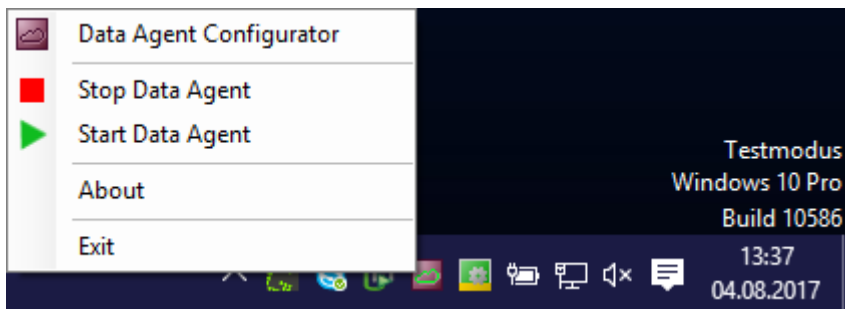 Data Agent Configurator
Stop Data Agent
Start Data Agent
About
Exit
Testmodus
Windows 10 Pro
Build 10586
13:37
04.08.2017